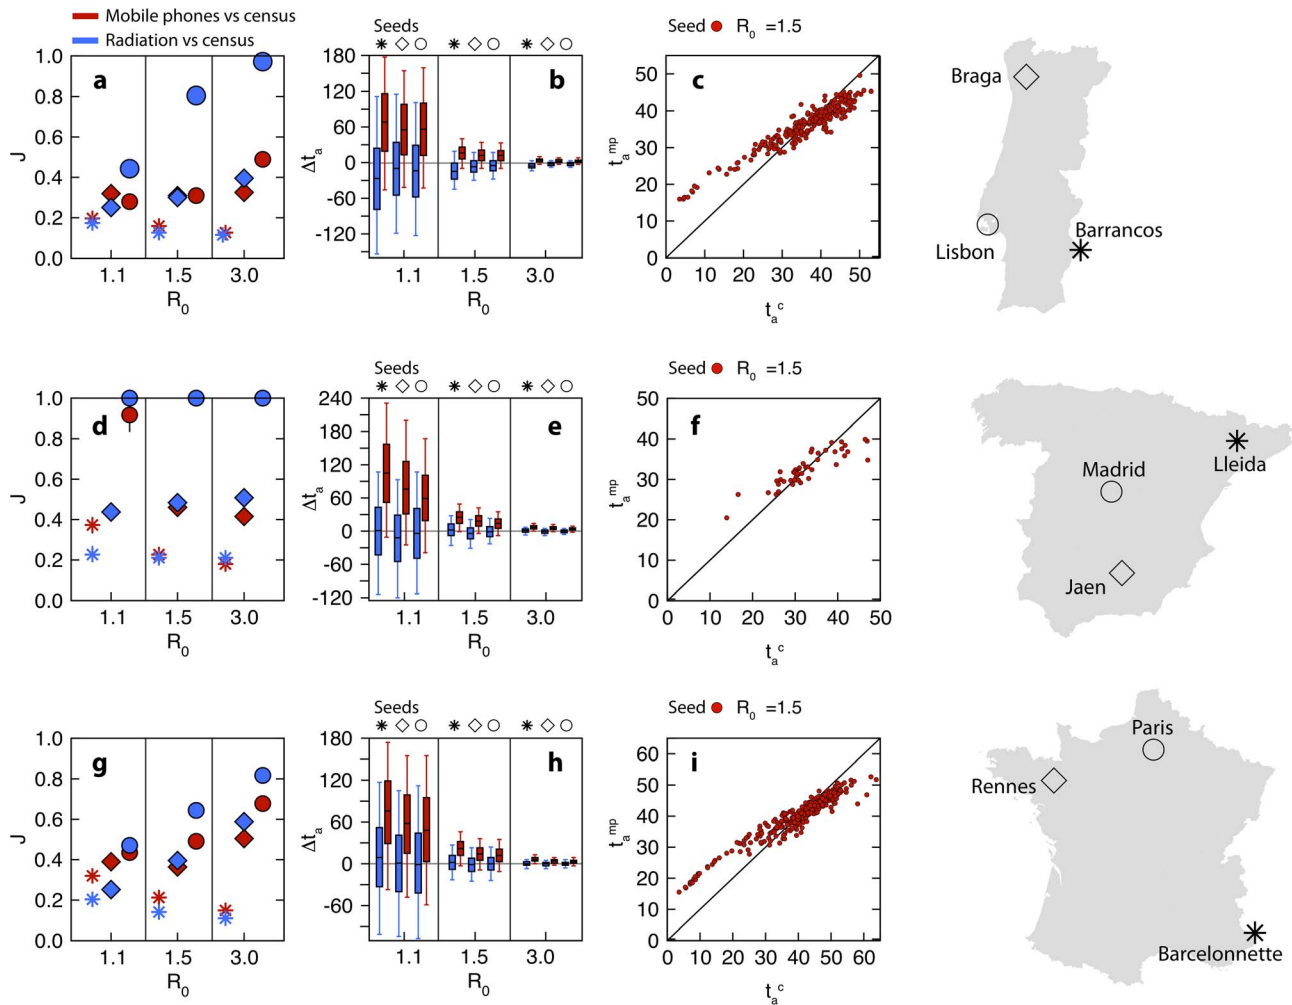 Mobile phones vs census
Radiation vs census
Seeds
Seed R0 =1.5
a
b
c
J
1.0
0.8
0.6
0.4
0.2
0.0
1.1 1.5 3.0
R0
Δta
180
120
60
0
-60
-120
1.1 1.5 3.0
R0
ta mp
50
40
30
20
10
0
0 10 20 30 40 50
ta c
Braga
Lisbon
Barrancos
Seeds
Seed R0 =1.5
d
e
f
J
1.0
0.8
0.6
0.4
0.2
0.0
1.1 1.5 3.0
R0
Δta
240
180
120
60
0
-60
-120
1.1 1.5 3.0
R0
ta mp
50
40
30
20
10
0
0 10 20 30 40 50
ta c
Lleida
Madrid
Jaen
Seeds
Seed R0 =1.5
g
h
i
J
1.0
0.8
0.6
0.4
0.2
0.0
1.1 1.5 3.0
R0
Δta
180
120
60
0
-60
1.1 1.5 3.0
R0
ta mp
60
50
40
30
20
10
0
0 10 20 30 40 50 60
ta c
Paris
Rennes
Barcelonnette